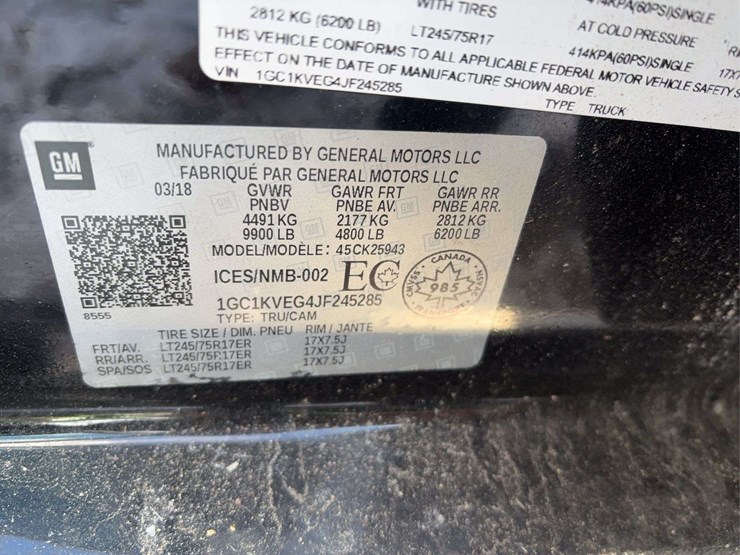 414KPA(60PSI)SINGLE
WITH TIRES
2812 KG (6200 LB)
LT245/75R17
AT COLD PRESSURE
414KPA(60PSI)SINGLE
THIS VEHICLE CONFORMS TO ALL APPLICABLE FEDERAL MOTOR VEHICLE SAFETY S
EFFECT ON THE DATE OF MANUFACTURE SHOWN ABOVE.
VIN 1GC1KVEG4JF245285
TYPE TRUCK
GM
MANUFACTURED BY GENERAL MOTORS LLC
FABRIQUÉ PAR GENERAL MOTORS LLC
03/18 GVWR GAWR FRT GAWR RR
PNBV PNBE AV. PNBE ARR.
4491 KG 2177 KG 2812 KG
9900 LB 4800 LB 6200 LB
MODEL/MODÈLE: 45CK25943
ICES/NMB-002 EC
CANADA
985
1GC1KVEG4JF245285
8555
TYPE: TRU/CAM
TIRE SIZE / DIM. PNEU RIM / JANTE
FRT/AV. LT245/75R17ER 17X7.5J
RR/ARR. LT245/75R17ER 17X7.5J
SPA/SOS LT245/75R17ER 17X7.5J